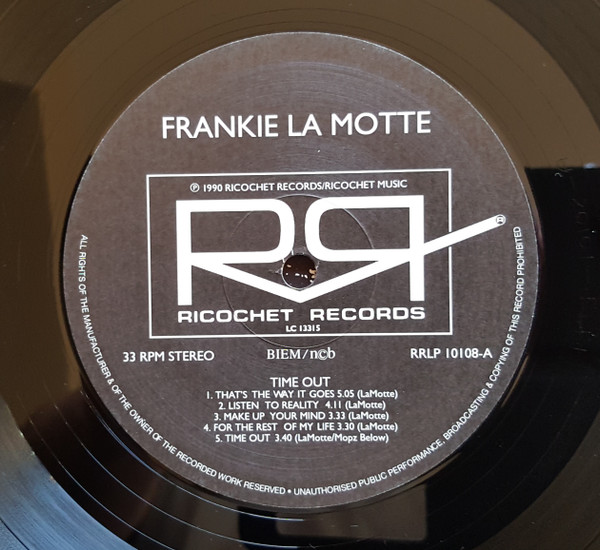 FRANKIE LA MOTTE
℗ 1990 RICOCHET RECORDS/RICOCHET MUSIC
RR
®
RICOCHET RECORDS
LC 13315
33 RPM STEREO
BIEM/n©b
RRLP 10108-A
TIME OUT
1. THAT'S THE WAY IT GOES 5.05 (LaMotte)
2. LISTEN TO REALITY 4.11 (LaMotte)
3. MAKE UP YOUR MIND 3.33 (LaMotte)
4. FOR THE REST OF MY LIFE 3.30 (LaMotte)
5. TIME OUT 3.40 (LaMotte/Mopz Below)
ALL RIGHTS OF THE MANUFACTURER & OF THE OWNER OF THE RECORDED WORK RESERVED • UNAUTHORISED PUBLIC PERFORMANCE, BROADCASTING & COPYING OF THIS RECORD PROHIBITED